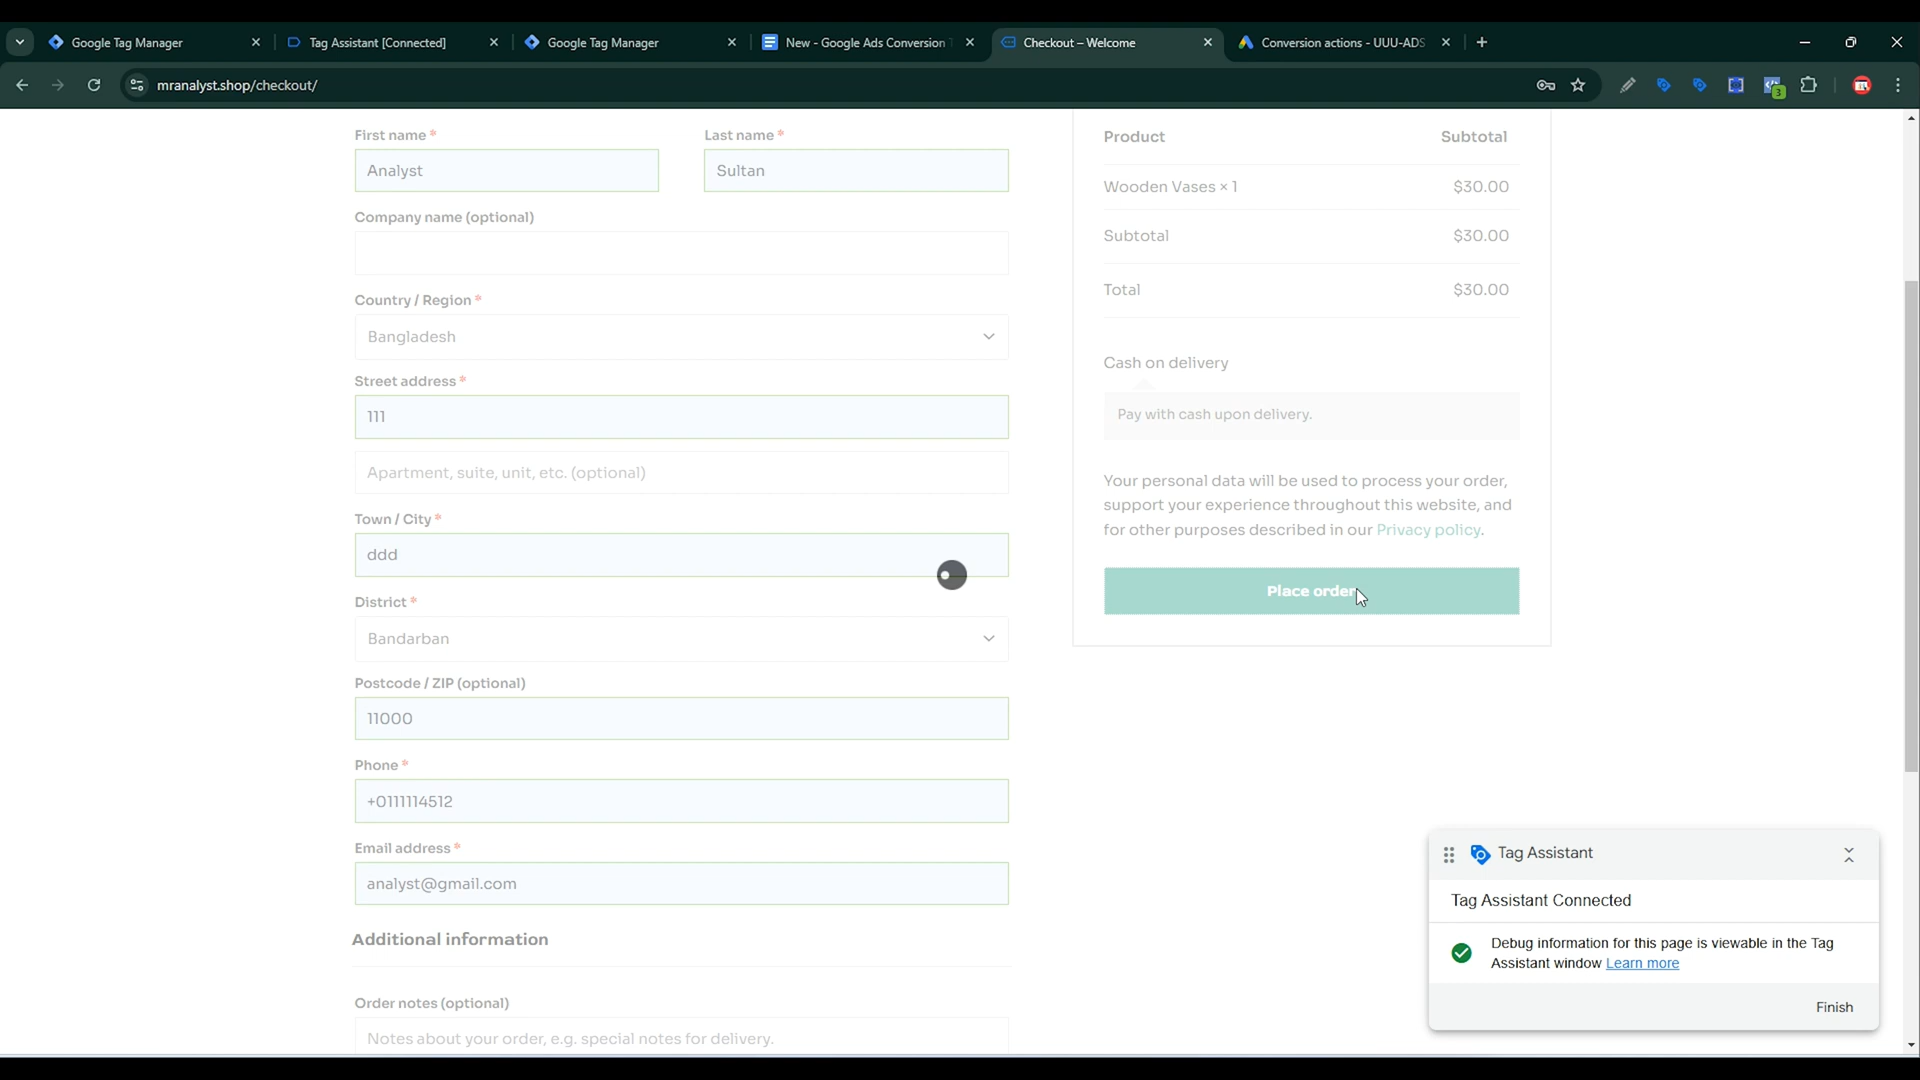 Google Tag Manager
Tag Assistant [Connected]
Google Tag Manager
New - Google Ads Conversion
Checkout – Welcome
Conversion actions - UUU-ADS
mranalyst.shop/checkout/
3
First name *
Last name *
Analyst
Sultan
Company name (optional)
Country / Region *
Bangladesh
Street address *
111
Apartment, suite, unit, etc. (optional)
Town / City *
ddd
District *
Bandarban
Postcode / ZIP (optional)
11000
Phone *
+0111114512
Email address *
analyst@gmail.com
Additional information
Order notes (optional)
Notes about your order, e.g. special notes for delivery.
Product Subtotal
Wooden Vases × 1 $30.00
Subtotal $30.00
Total $30.00
Cash on delivery
Pay with cash upon delivery.
Your personal data will be used to process your order,
support your experience throughout this website, and
for other purposes described in our Privacy policy.
Place order
Tag Assistant
Tag Assistant Connected
Debug information for this page is viewable in the Tag
Assistant window Learn more
Finish